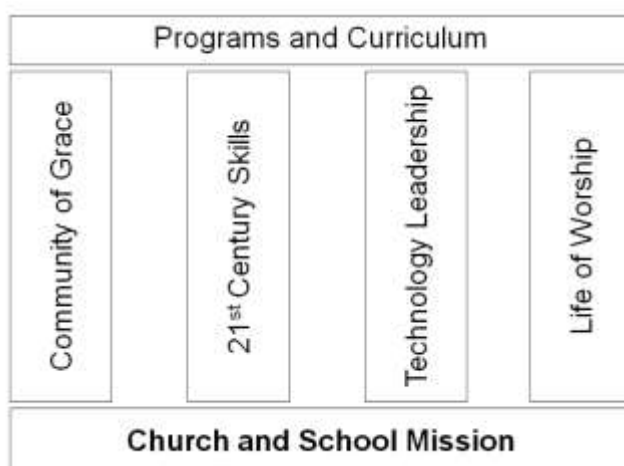 Programs and Curriculum
Community of Grace
21st Century Skills
Technology Leadership
Life of Worship
Church and School Mission